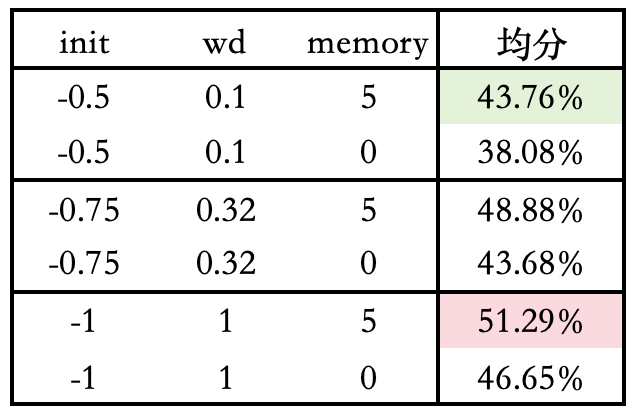 init wd memory 均分
-0.5 0.1 5 43.76%
-0.5 0.1 0 38.08%
-0.75 0.32 5 48.88%
-0.75 0.32 0 43.68%
-1 1 5 51.29%
-1 1 0 46.65%